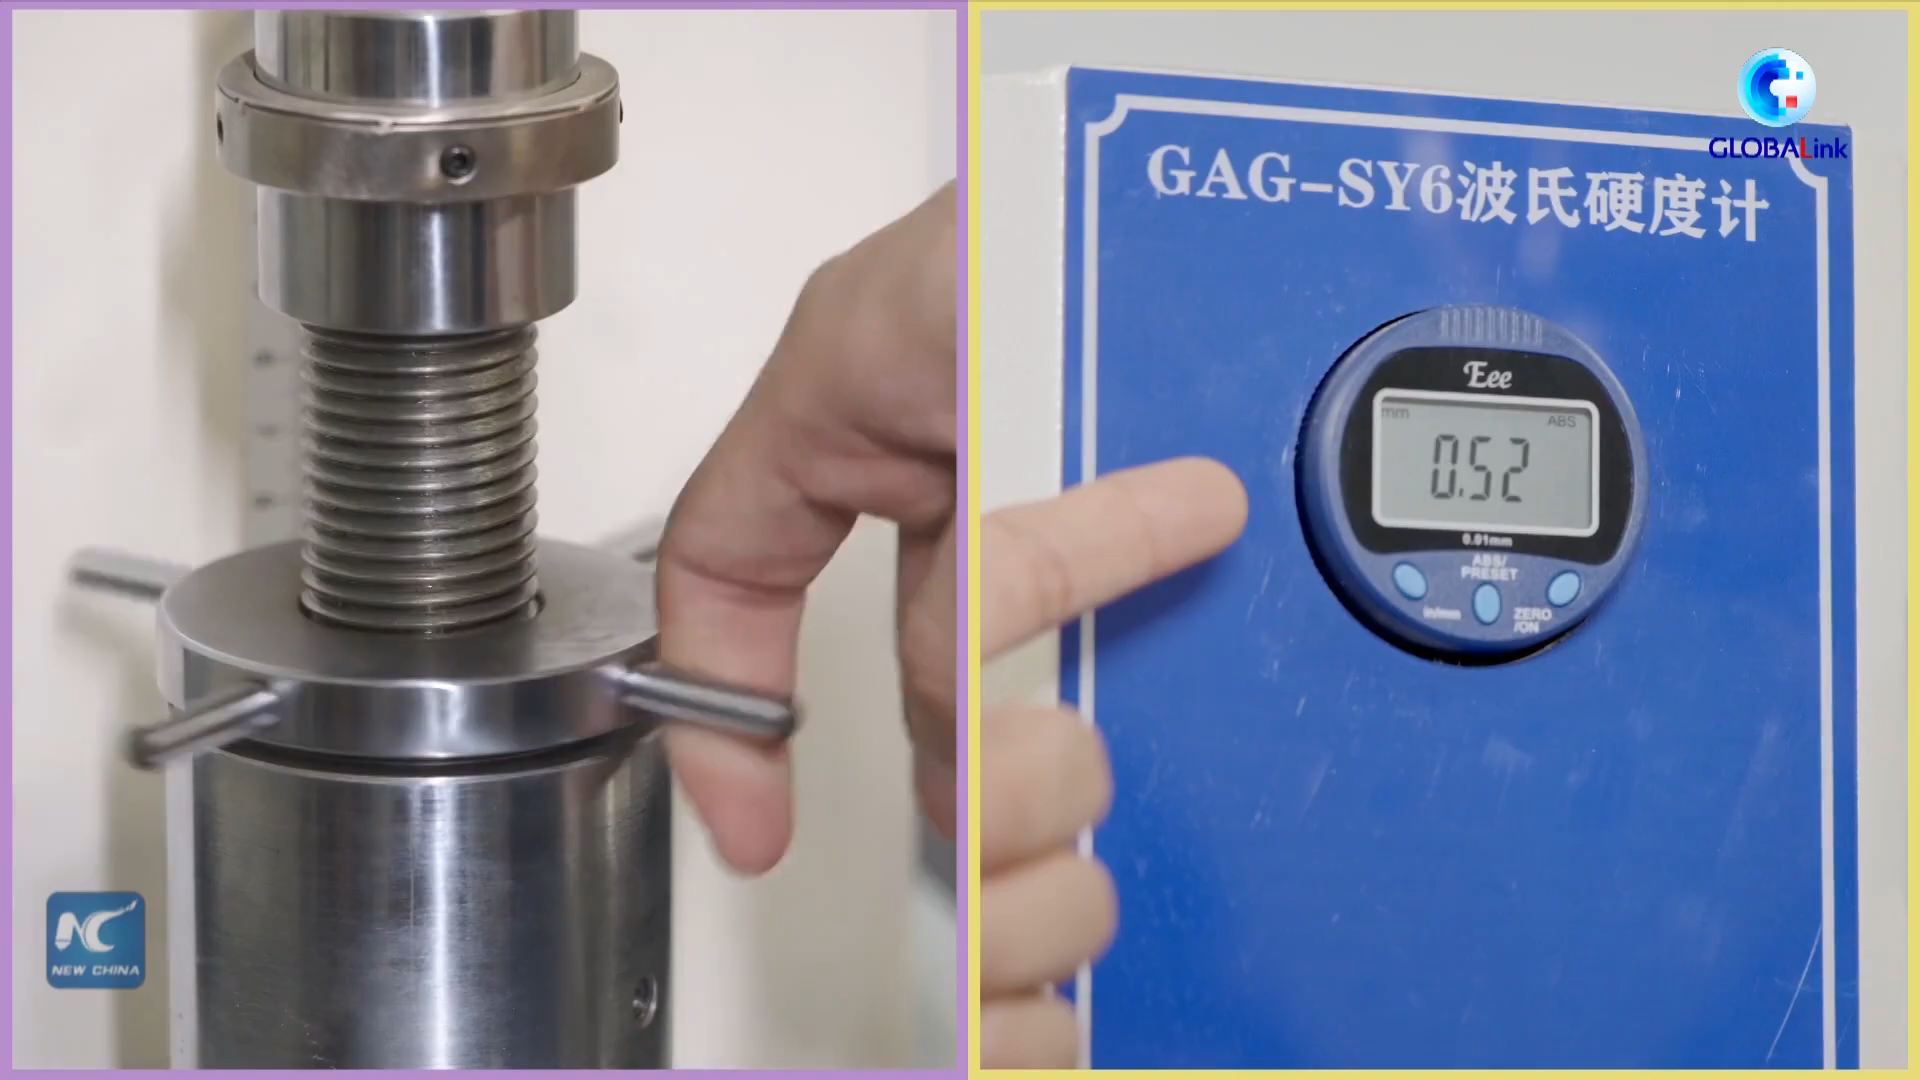 GLOBALink
GAG-SY6波氏硬度计
Eee
mm
ABS
0.52
0.01mm
ABS/
PRESET
in/mm
ZERO
/ON
NC
NEW CHINA